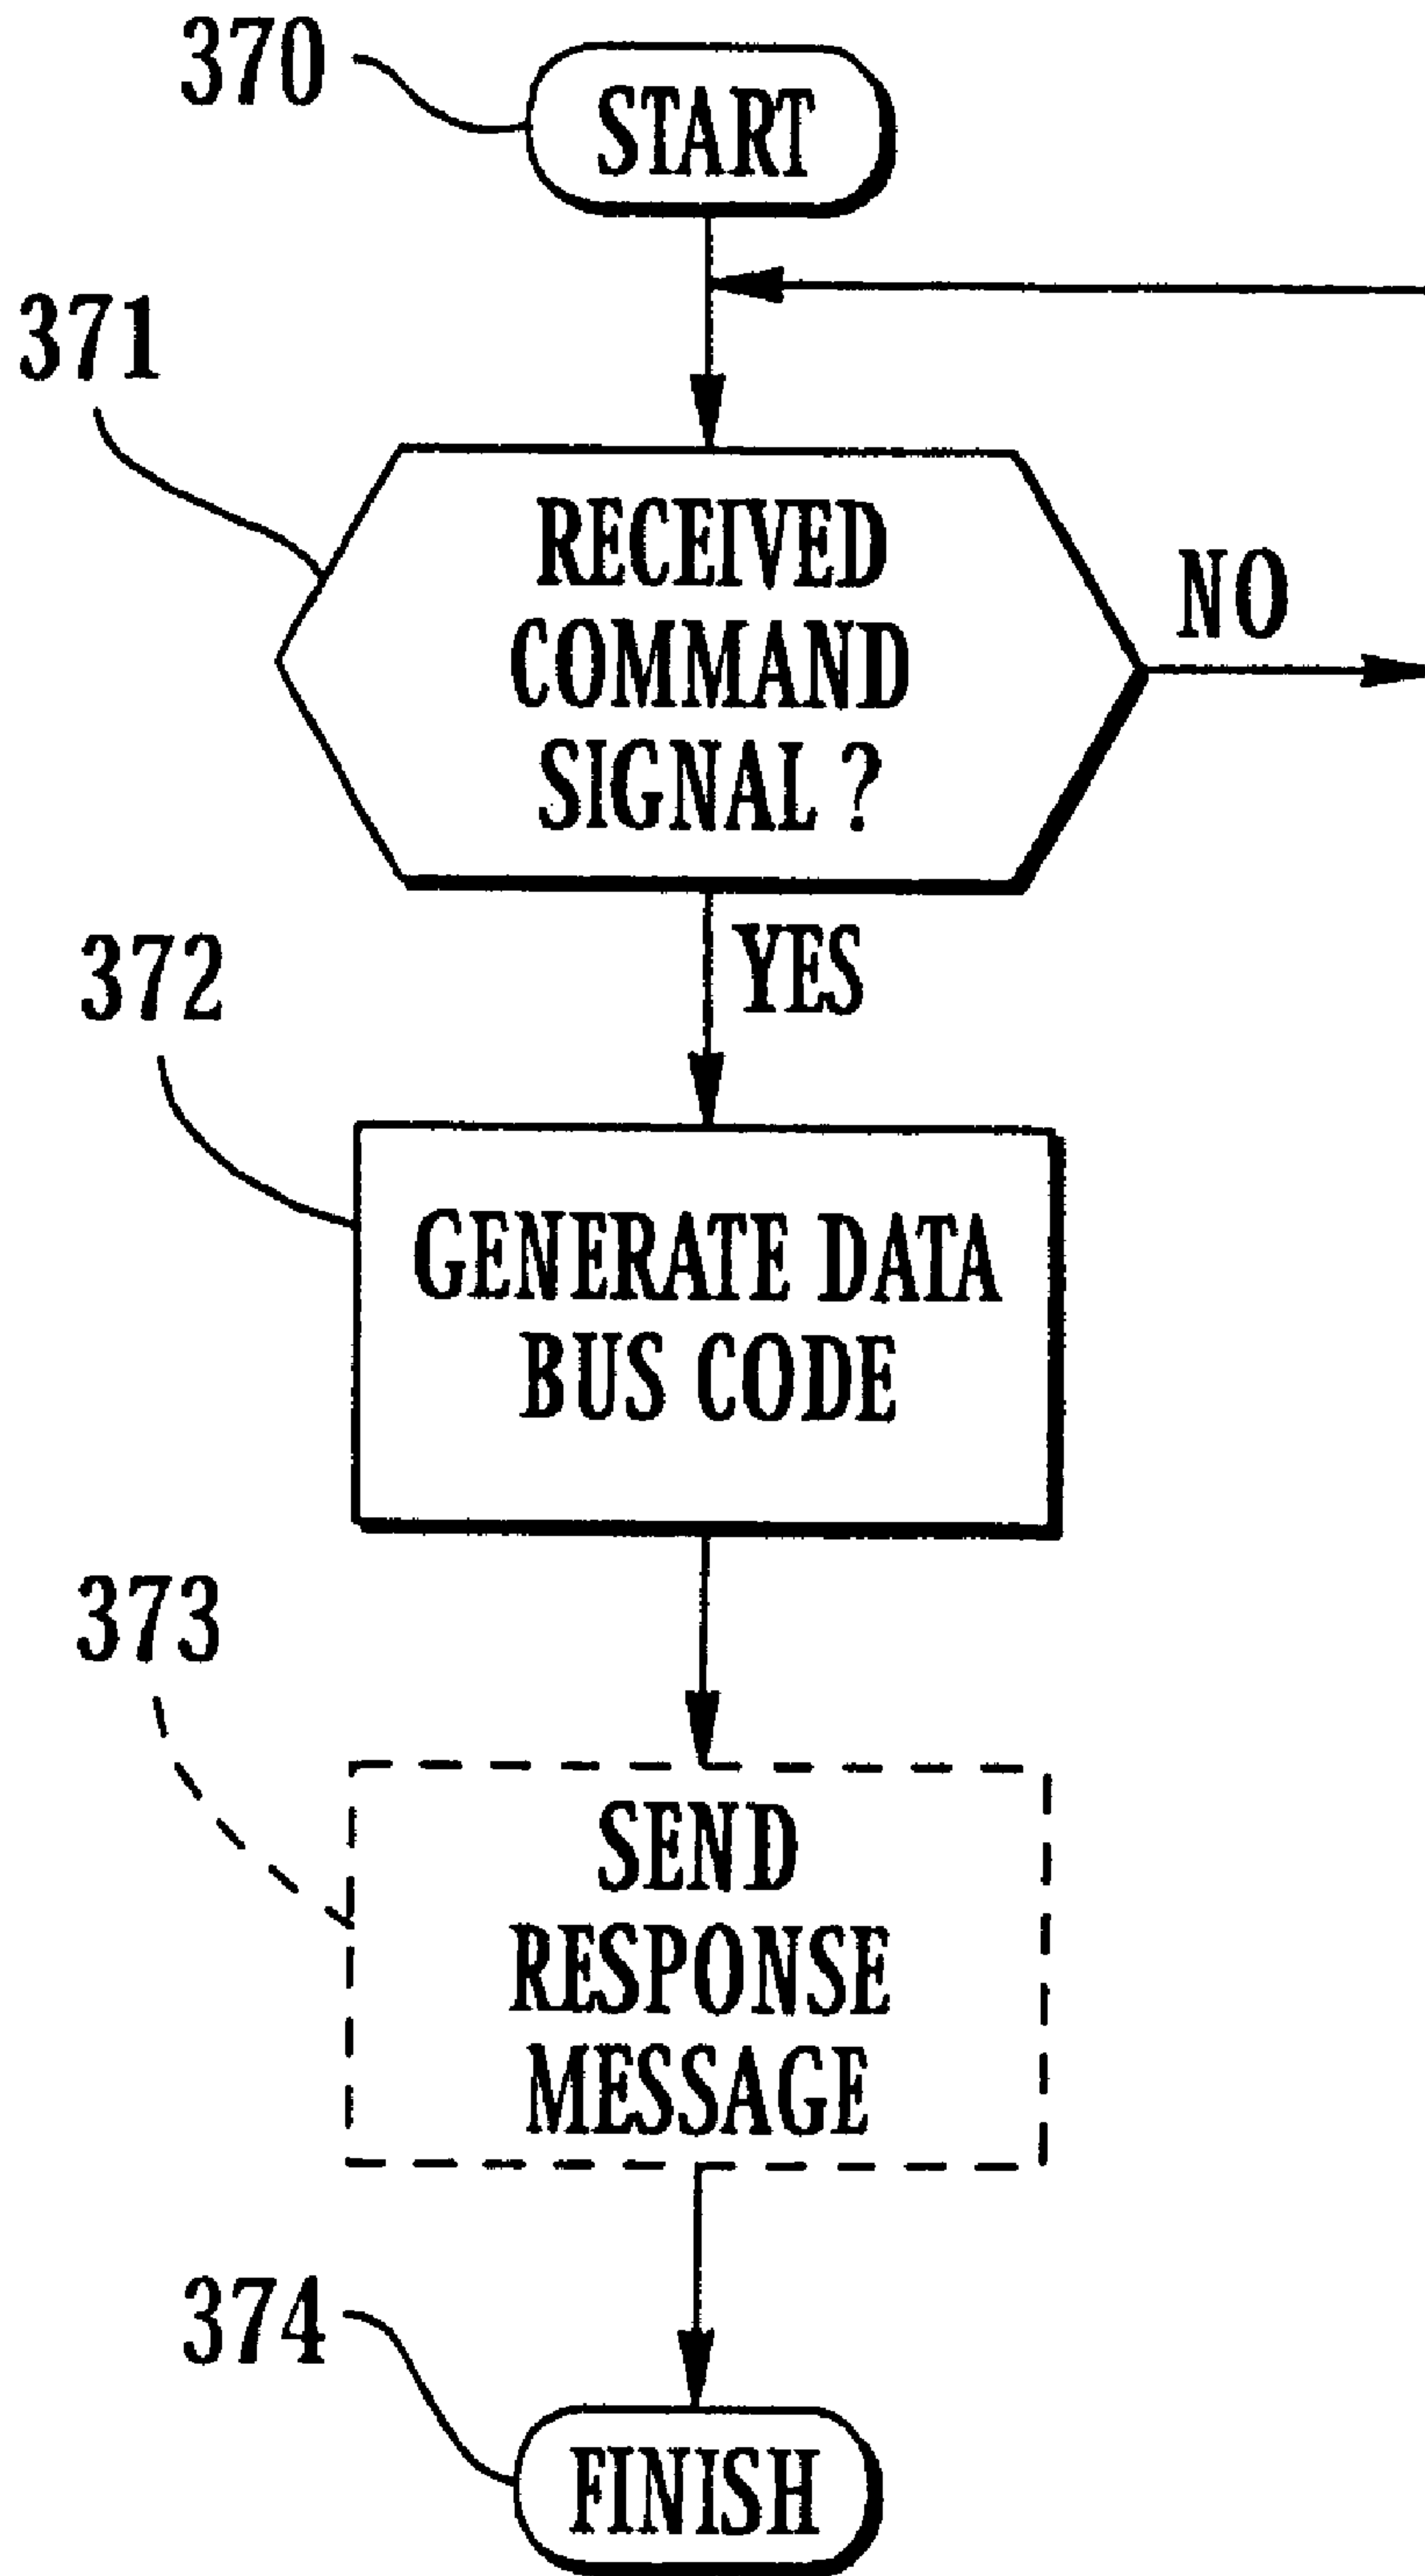 370
START
371
RECEIVED
COMMAND
SIGNAL ?
NO
YES
372
GENERATE DATA
BUS CODE
373
SEND
RESPONSE
MESSAGE
374
FINISH